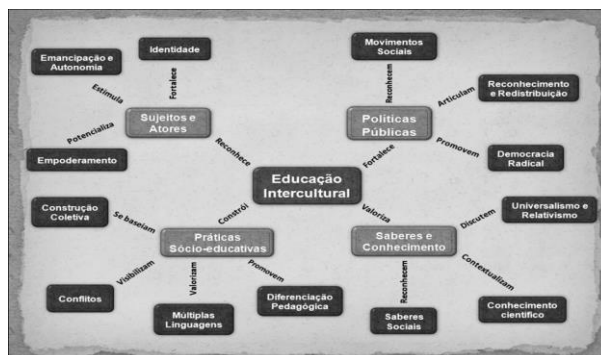 Movimentos
Sociais
Identidade
Emancipação e
Autonomia
Reconhecem
Reconhecimento
e Redistribuição
Fortalece
Articulam
Estimula
Sujeitos e
Atores
Políticas
Públicas
Potencializa
Promovem
Empoderamento
Reconhece
Fortalece
Democracia
Radical
Educação
Intercultural
Construção
Coletiva
Se baseiam
Constrói
Valoriza
Discutem
Universalismo e
Relativismo
Práticas
Sócio-educativas
Saberes e
Conhecimento
Visibilizam
Valorizam
Promovem
Reconhecem
Contextualizam
Conflitos
Múltiplas
Linguagens
Diferenciação
Pedagógica
Saberes
Sociais
Conhecimento
científico